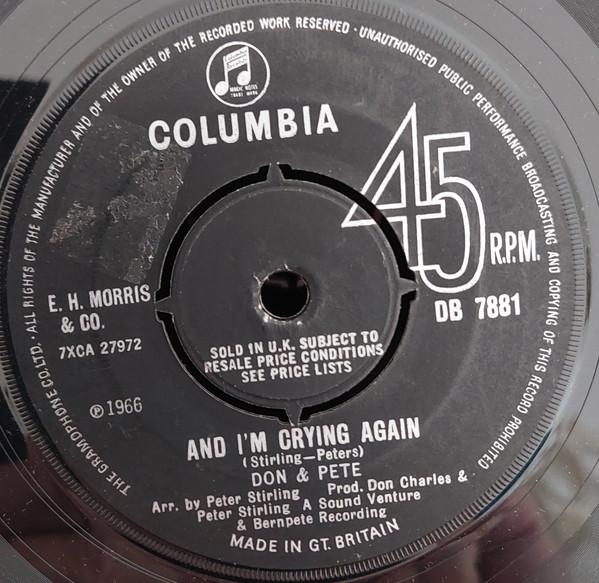 ALL RIGHTS OF THE MANUFACTURER AND OF THE OWNER OF THE RECORDED WORK RESERVED · UNAUTHORISED PUBLIC PERFORMANCE BROADCASTING AND COPYING OF THIS RECORD PROHIBITED
THE GRAMOPHONE CO. LTD. ·
MAGIC NOTES
TRADE MARK
COLUMBIA
45
R.P.M.
DB 7881
E. H. MORRIS
& CO.
7XCA 27972
SOLD IN U.K. SUBJECT TO
RESALE PRICE CONDITIONS
SEE PRICE LISTS
℗1966
AND I'M CRYING AGAIN
(Stirling—Peters)
DON & PETE
Arr. by Peter Stirling Prod. Don Charles &
Peter Stirling A Sound Venture
& Bernpete Recording
MADE IN GT. BRITAIN